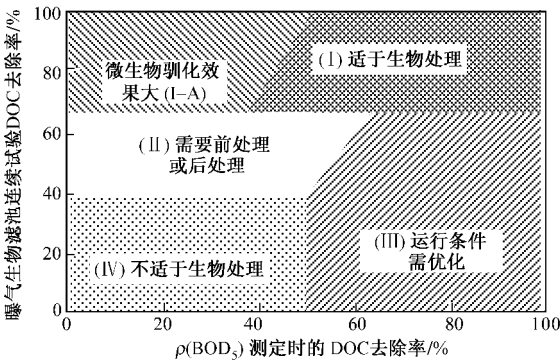 曝气生物滤池连续试验DOC去除率/%
100
80
60
40
20
0
微生物驯化效
果大 (I-A)
(Ⅰ) 适于生物处理
(Ⅱ) 需要前处理
或后处理
(Ⅲ) 运行条件
需优化
(Ⅳ) 不适于生物处理
0 20 40 60 80 100
ρ(BOD₅) 测定时的 DOC去除率/%